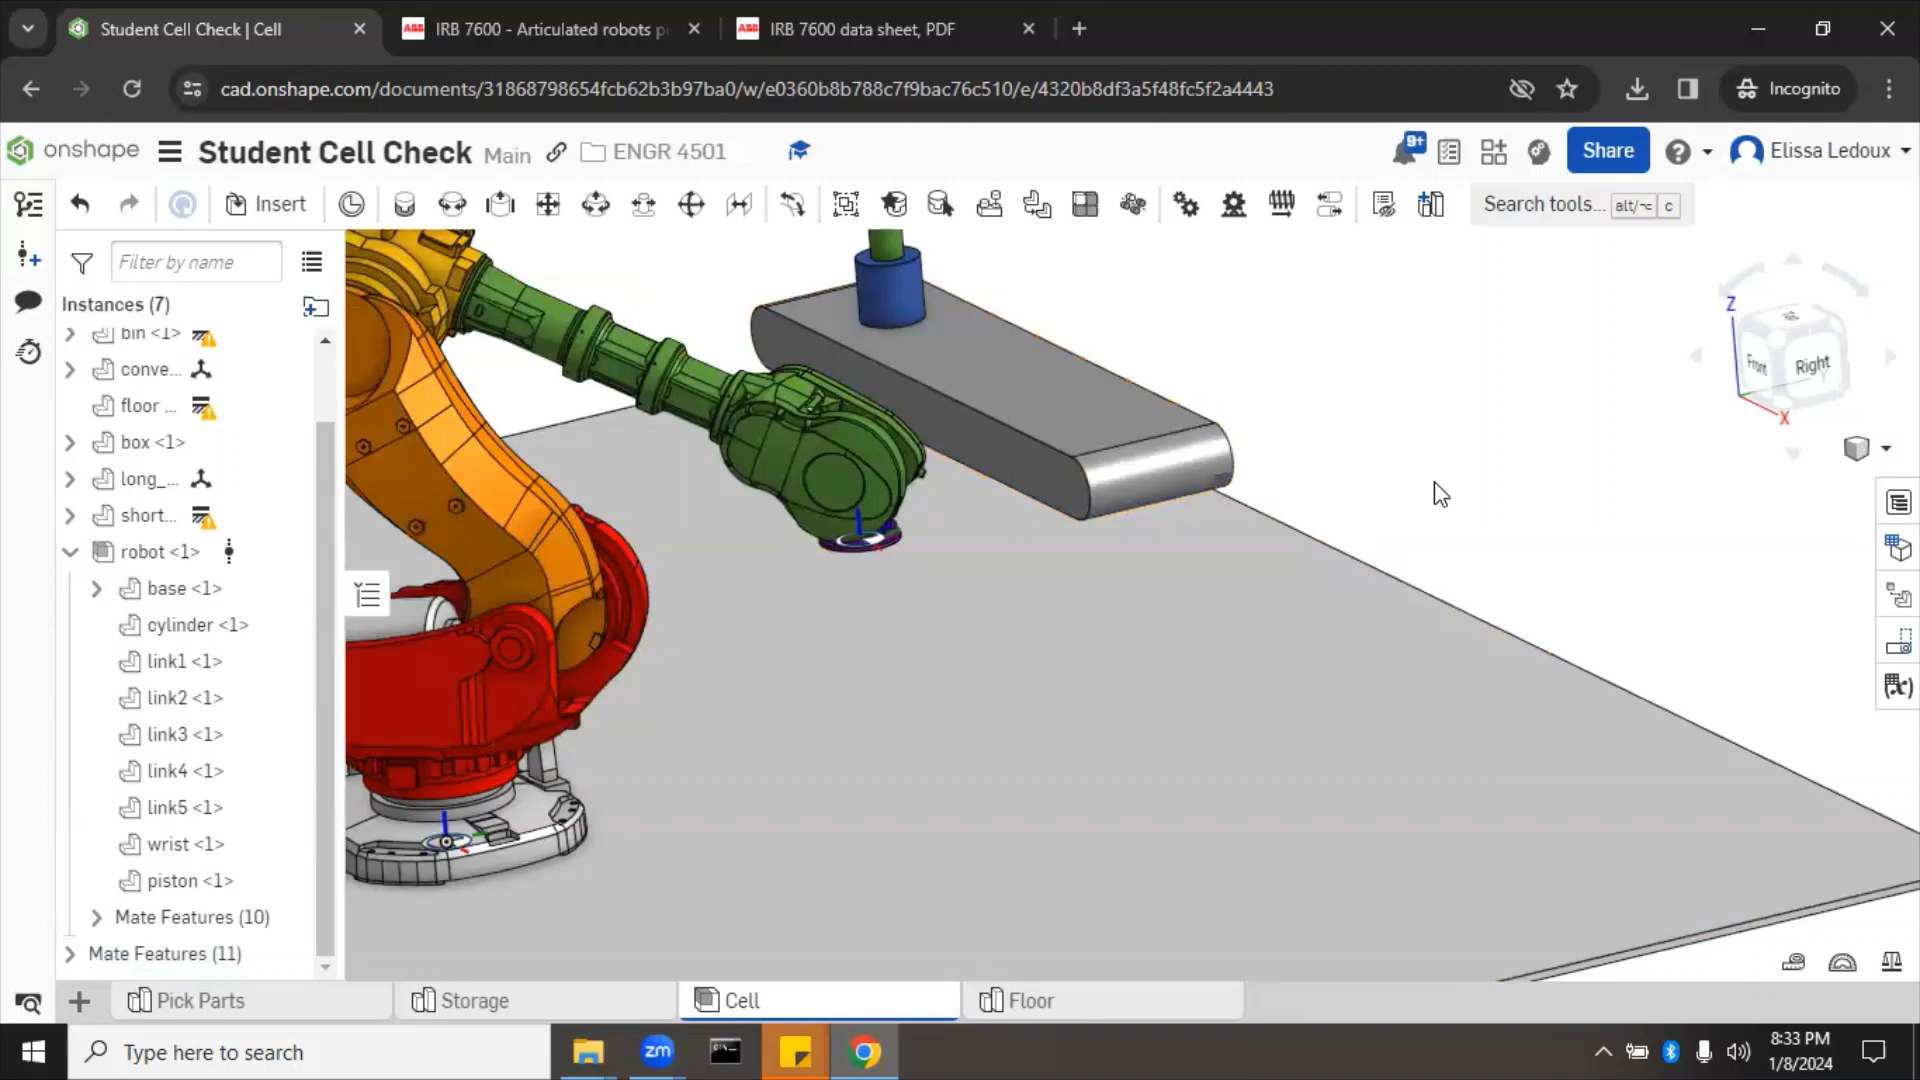 Student Cell Check | Cell
IRB 7600 - Articulated robots p
IRB 7600 data sheet, PDF
cad.onshape.com/documents/31868798654fcb62b3b97ba0/w/e0360b8b788c7f9bac76c510/e/4320b8df3a5f48fc5f2a4443
Incognito
onshape
Student Cell Check Main
ENGR 4501
9+
Share
Elissa Ledoux
Insert
Search tools... alt/⌥ c
Filter by name
Instances (7)
bin <1>
conve...
floor ...
box <1>
long_...
short...
robot <1>
base <1>
cylinder <1>
link1 <1>
link2 <1>
link3 <1>
link4 <1>
link5 <1>
wrist <1>
piston <1>
Mate Features (10)
Mate Features (11)
Z
Front
Right
X
Pick Parts
Storage
Cell
Floor
Type here to search
zm
8:33 PM
1/8/2024